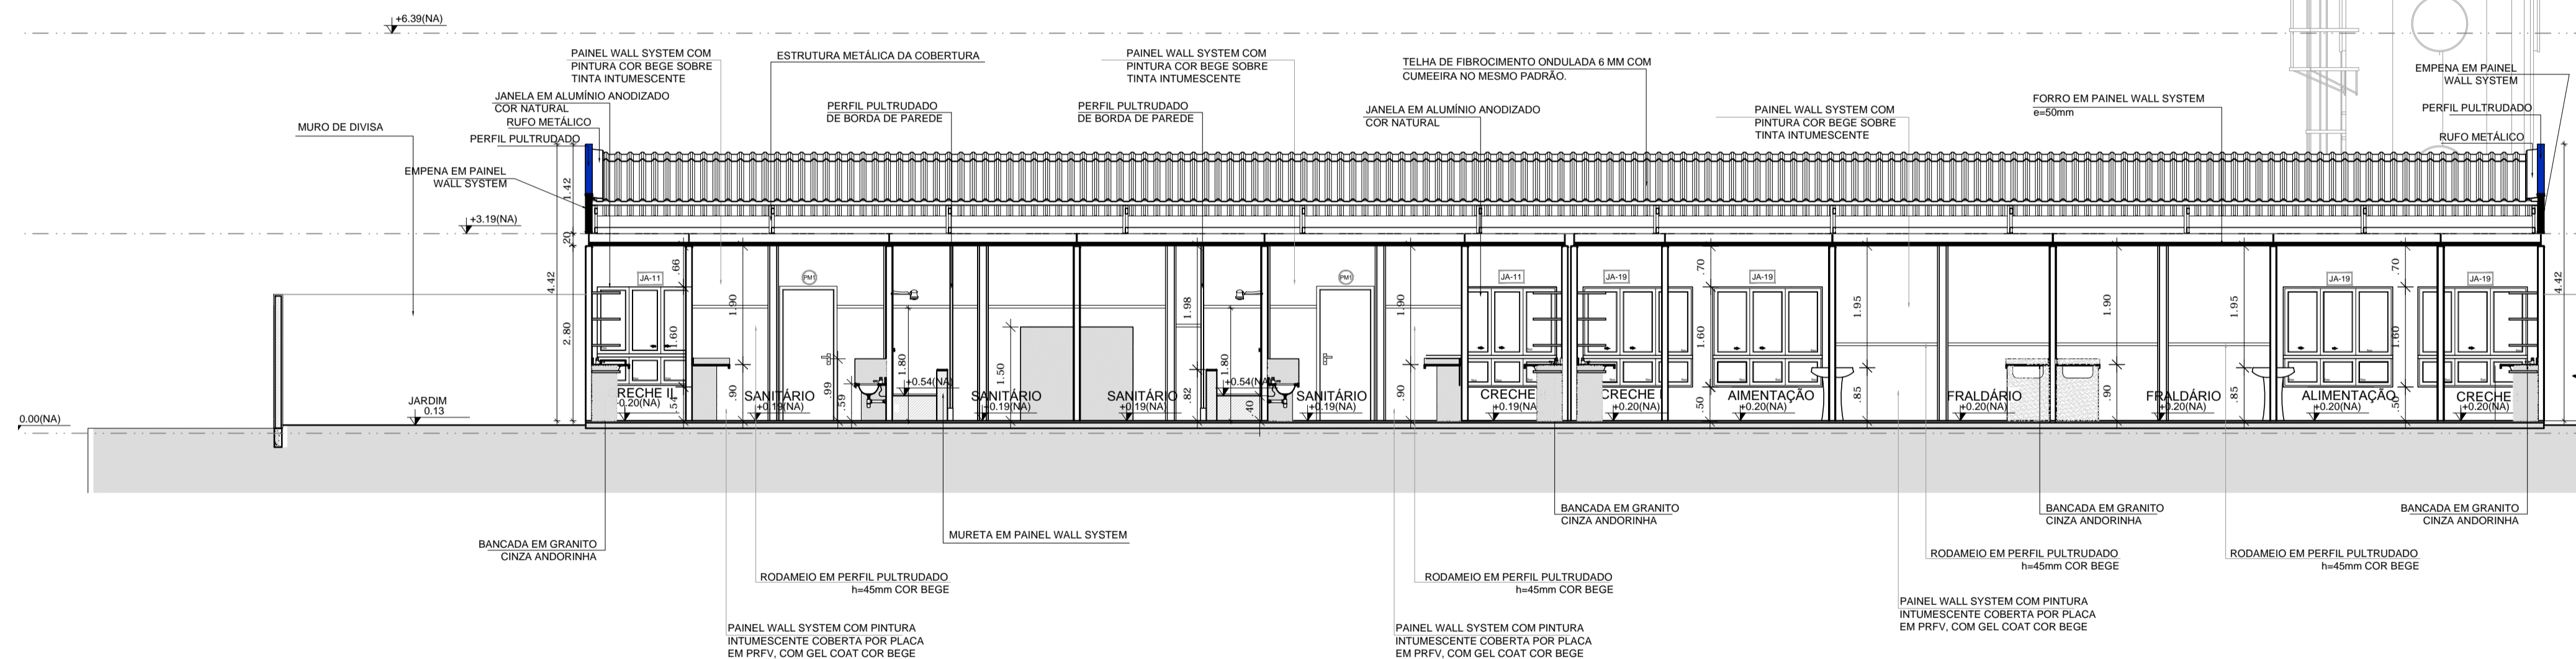 +6.39(NA)
PAINEL WALL SYSTEM COM
PINTURA COR BEGE SOBRE
TINTA INTUMESCENTE
ESTRUTURA METÁLICA DA COBERTURA
PAINEL WALL SYSTEM COM
PINTURA COR BEGE SOBRE
TINTA INTUMESCENTE
TELHA DE FIBROCIMENTO ONDULADA 6 MM COM
CUMEEIRA NO MESMO PADRÃO.
EMPENA EM PAINEL
WALL SYSTEM
JANELA EM ALUMÍNIO ANODIZADO
COR NATURAL
RUFO METÁLICO
PERFIL PULTRUDADO
MURO DE DIVISA
PERFIL PULTRUDADO
DE BORDA DE PAREDE
PERFIL PULTRUDADO
DE BORDA DE PAREDE
JANELA EM ALUMÍNIO ANODIZADO
COR NATURAL
PAINEL WALL SYSTEM COM
PINTURA COR BEGE SOBRE
TINTA INTUMESCENTE
FORRO EM PAINEL WALL SYSTEM
e=50mm
PERFIL PULTRUDADO
RUFO METÁLICO
EMPENA EM PAINEL
WALL SYSTEM
1.42
+3.19(NA)
.20
4.42
2.80
4.42
JA-11
.66
1.60
.54
1.90
.90
PM1
.99
.59
1.80
1.50
1.98
.82
1.80
.40
PM1
1.90
.90
JA-11
JA-19
.70
1.60
.50
JA-19
1.95
.85
1.90
.90
1.95
.85
JA-19
.70
1.60
.50
JA-19
RECHE II
0.20(NA)
SANITÁRIO
+0.19(NA)
+0.54(NA)
SANITÁRIO
+0.19(NA)
SANITÁRIO
+0.19(NA)
+0.54(NA)
SANITÁRIO
+0.19(NA)
CRECHE
+0.19(NA)
CRECHE I
+0.20(NA)
AIMENTAÇÃO
+0.20(NA)
FRALDÁRIO
+0.20(NA)
FRALDÁRIO
+0.20(NA)
ALIMENTAÇÃO
+0.20(NA)
CRECHE
+0.20(NA)
JARDIM
0.13
0.00(NA)
BANCADA EM GRANITO
CINZA ANDORINHA
BANCADA EM GRANITO
CINZA ANDORINHA
BANCADA EM GRANITO
CINZA ANDORINHA
BANCADA EM GRANITO
CINZA ANDORINHA
MURETA EM PAINEL WALL SYSTEM
RODAMEIO EM PERFIL PULTRUDADO
h=45mm COR BEGE
RODAMEIO EM PERFIL PULTRUDADO
h=45mm COR BEGE
RODAMEIO EM PERFIL PULTRUDADO
h=45mm COR BEGE
RODAMEIO EM PERFIL PULTRUDADO
h=45mm COR BEGE
PAINEL WALL SYSTEM COM PINTURA
INTUMESCENTE COBERTA POR PLACA
EM PRFV, COM GEL COAT COR BEGE
PAINEL WALL SYSTEM COM PINTURA
INTUMESCENTE COBERTA POR PLACA
EM PRFV, COM GEL COAT COR BEGE
PAINEL WALL SYSTEM COM PINTURA
INTUMESCENTE COBERTA POR PLACA
EM PRFV, COM GEL COAT COR BEGE